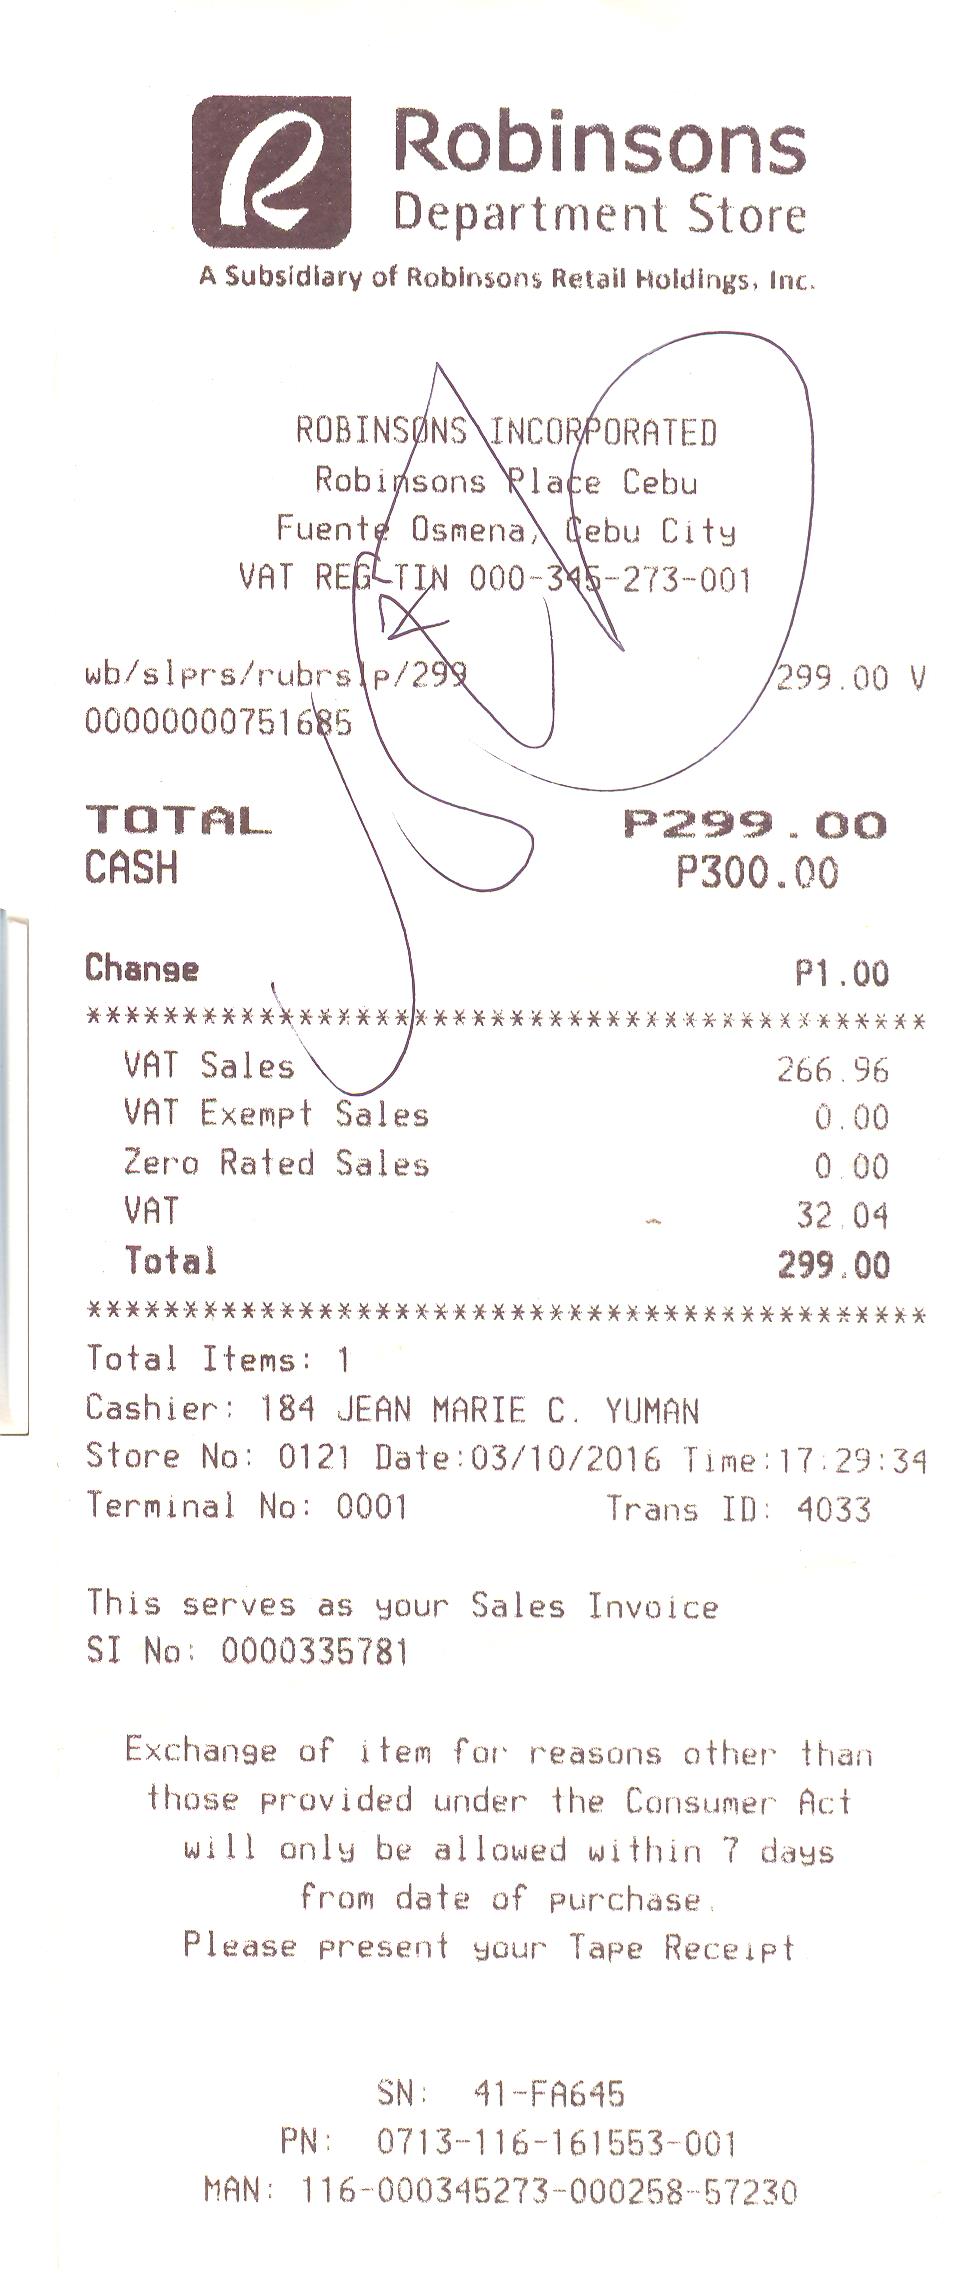 Robinsons
Department Store
A Subsidiary of Robinsons Retail Holdings, Inc.
ROBINSONS INCORPORATED
Robinsons Place Cebu
Fuente Osmena, Cebu City
VAT REG-TIN 000-345-273-001
wb/slprs/rubrslp/299 299.00 V
00000000751685
TOTAL P299.00
CASH P300.00
Change P1.00
********************************************
VAT Sales 266.96
VAT Exempt Sales 0.00
Zero Rated Sales 0.00
VAT 32.04
Total 299.00
********************************************
Total Items: 1
Cashier: 184 JEAN MARIE C. YUMAN
Store No: 0121 Date:03/10/2016 Time:17:29:34
Terminal No: 0001 Trans ID: 4033
This serves as your Sales Invoice
SI No: 0000335781
Exchange of item for reasons other than
those provided under the Consumer Act
will only be allowed within 7 days
from date of purchase.
Please present your Tape Receipt
SN: 41-FA645
PN: 0713-116-161553-001
MAN: 116-000345273-000258-57230